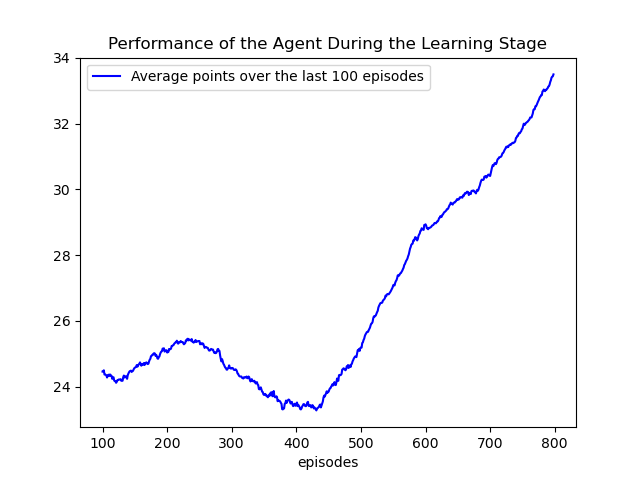 Performance of the Agent During the Learning Stage
Average points over the last 100 episodes
34
32
30
28
26
24
100 200 300 400 500 600 700 800
episodes